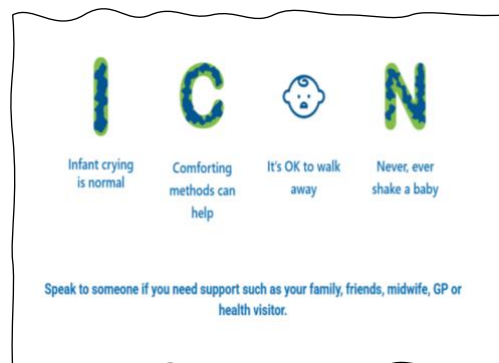 I C N
Infant crying
is normal
Comforting
methods can
help
It's OK to walk
away
Never, ever
shake a baby
Speak to someone if you need support such as your family, friends, midwife, GP or
health visitor.